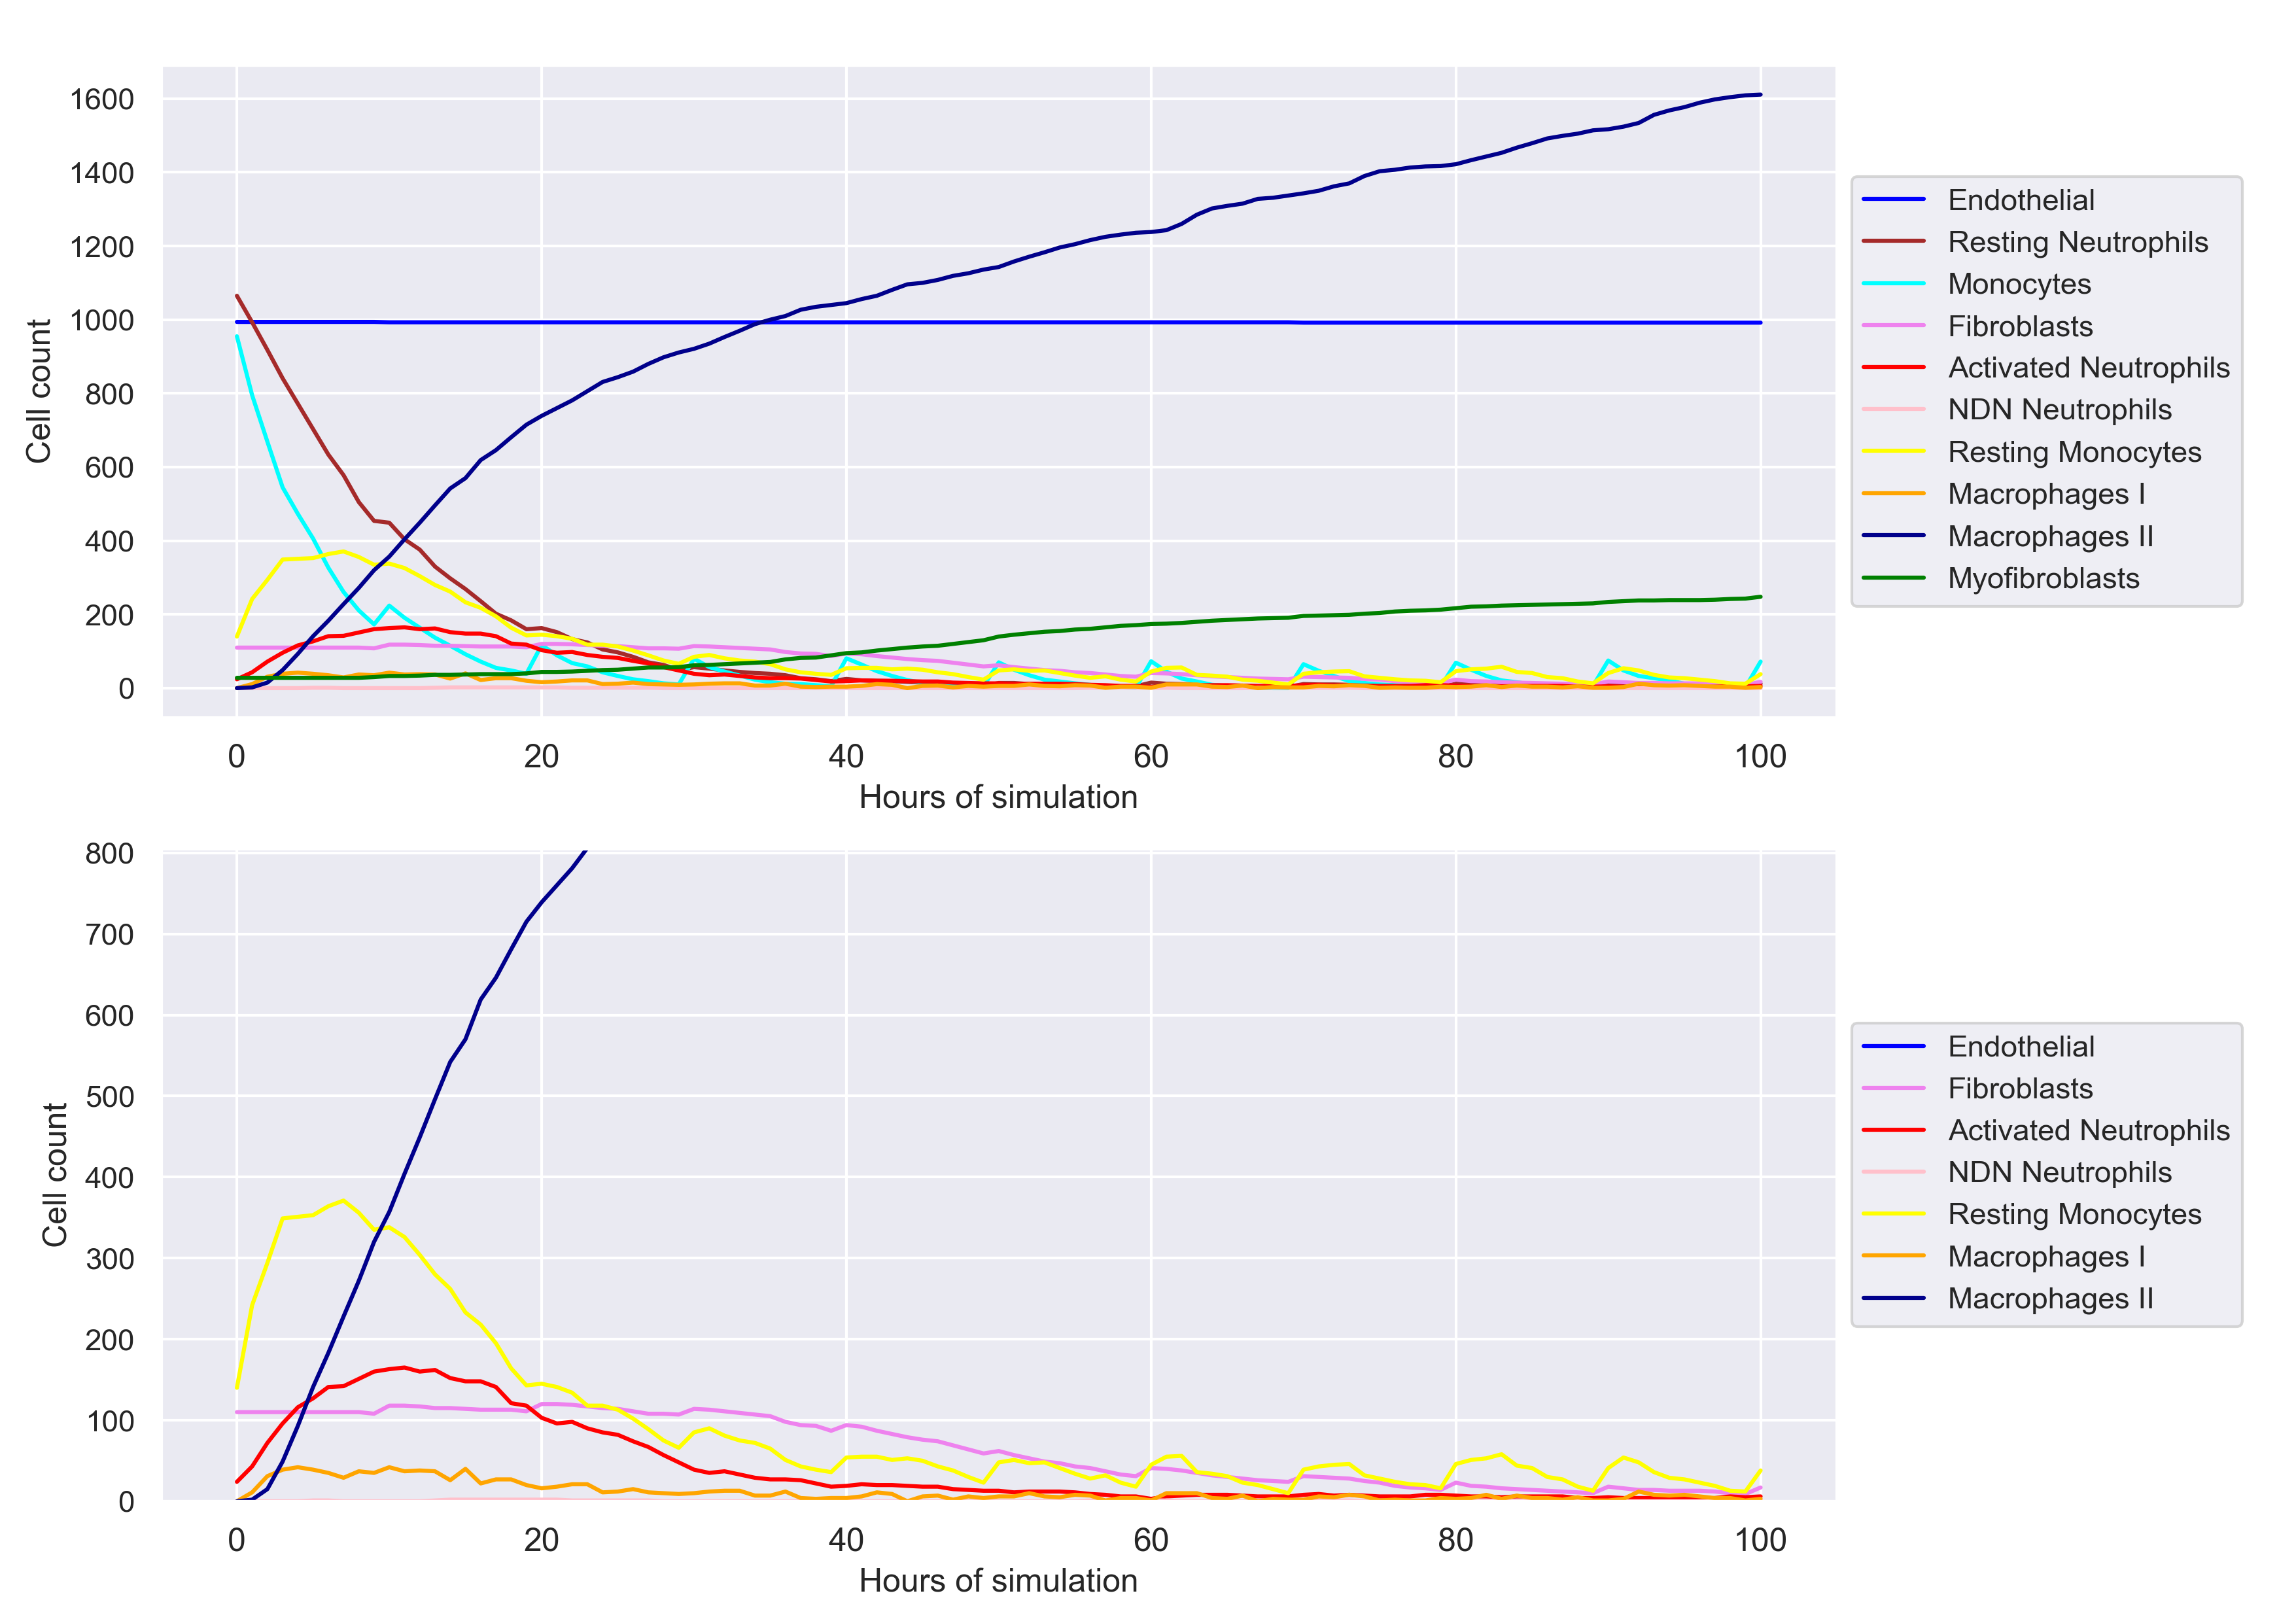 1600
1400
1200
1000
800
600
400
200
0
Cell count
0 20 40 60 80 100
Hours of simulation
Endothelial
Resting Neutrophils
Monocytes
Fibroblasts
Activated Neutrophils
NDN Neutrophils
Resting Monocytes
Macrophages I
Macrophages II
Myofibroblasts
800
700
600
500
400
300
200
100
0
Cell count
0 20 40 60 80 100
Hours of simulation
Endothelial
Fibroblasts
Activated Neutrophils
NDN Neutrophils
Resting Monocytes
Macrophages I
Macrophages II